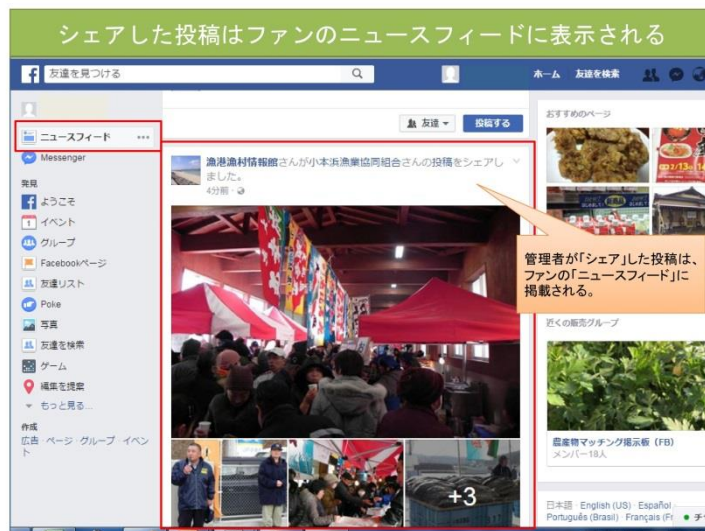 シェアした投稿はファンのニュースフィードに表示される
友達を見つける
ホーム 友達を検索
ニュースフィード
Messenger
発見
ようこそ
イベント
グループ
Facebookページ
友達リスト
Poke
写真
友達を検索
ゲーム
編集を提案
もっと見る...
作成
広告・ページ・グループ・イベン
ト
友達
投稿する
漁港漁村情報館さんが小本浜漁業協同組合さんの投稿をシェアし
ました。
4分前
+3
おすすめのページ
管理者が「シェア」した投稿は、
ファンの「ニュースフィード」に
掲載される。
近くの販売グループ
農産物マッチング掲示板 (FB)
メンバー18人
日本語 · English (US) · Español ·
Português (Brasil) · Français (Fr